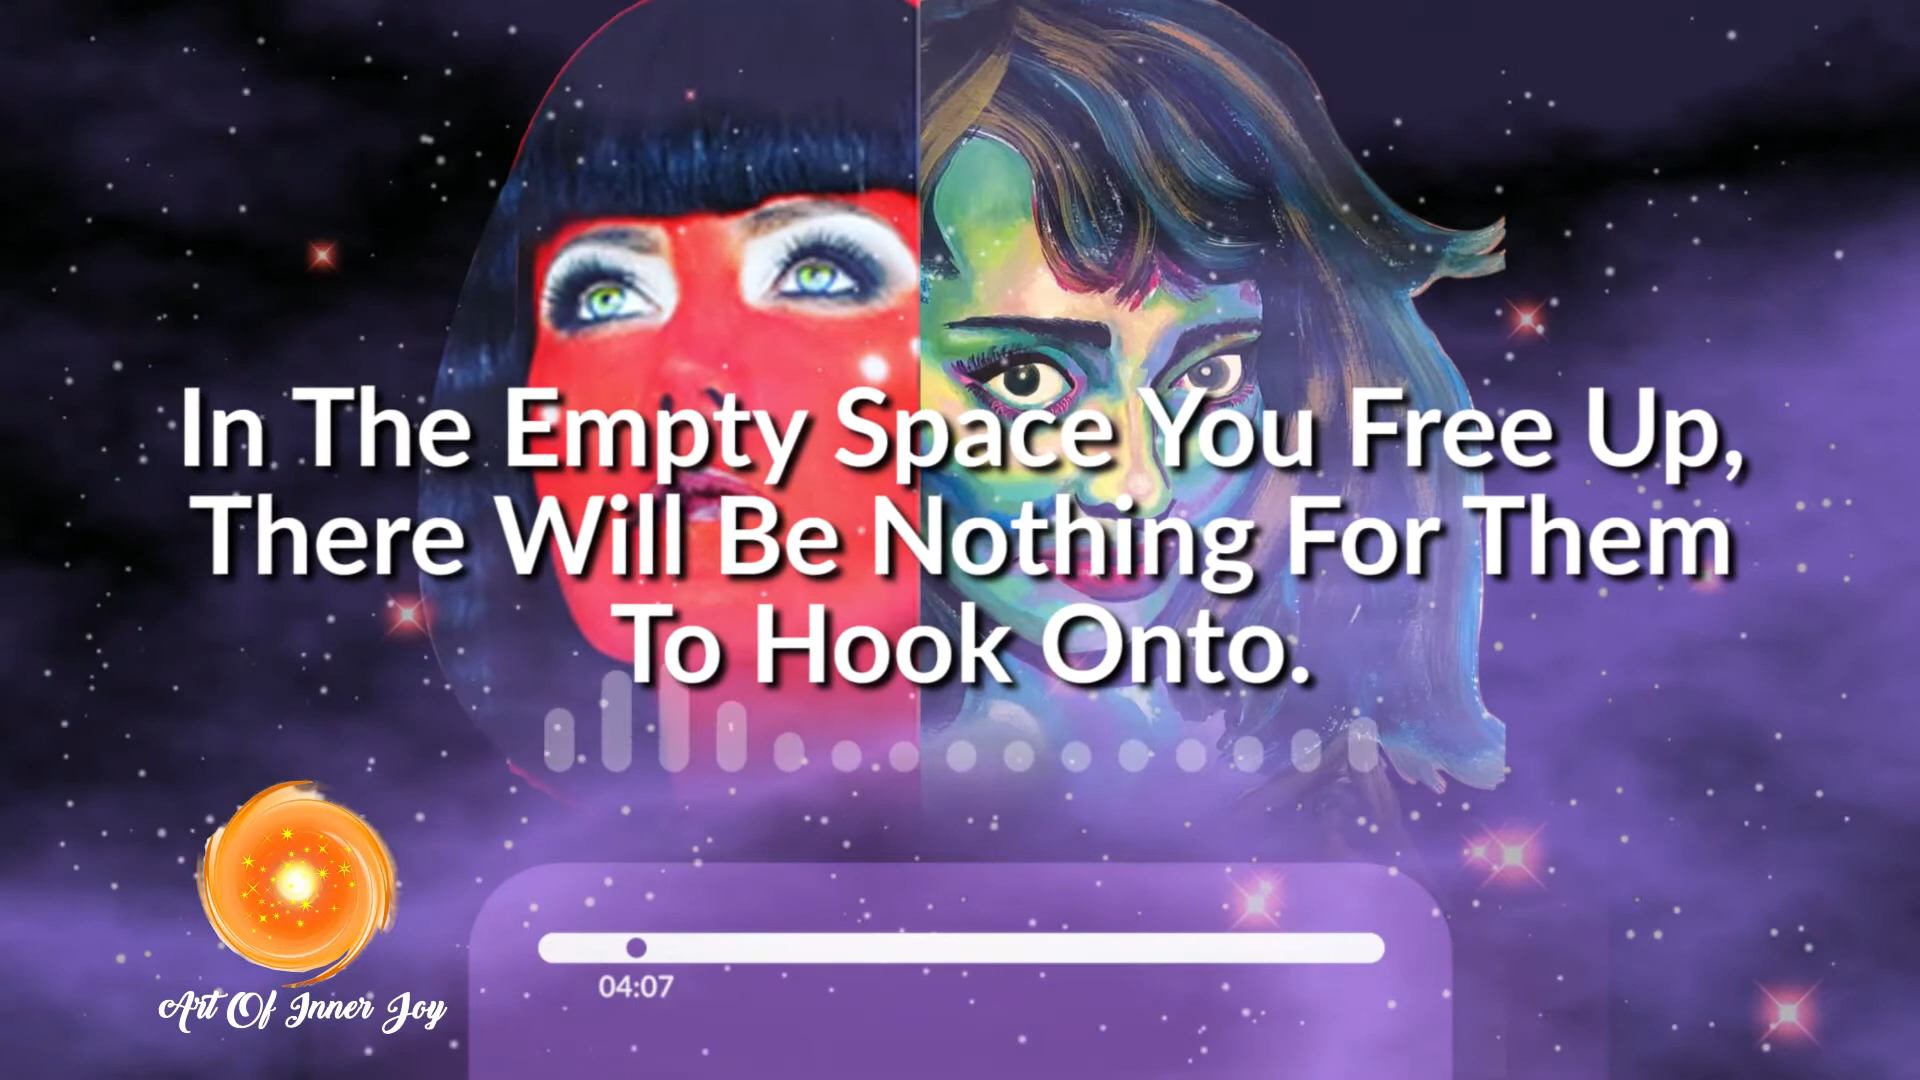 In The Empty Space You Free Up,
There Will Be Nothing For Them
To Hook Onto.
04:07
Art Of Inner Joy